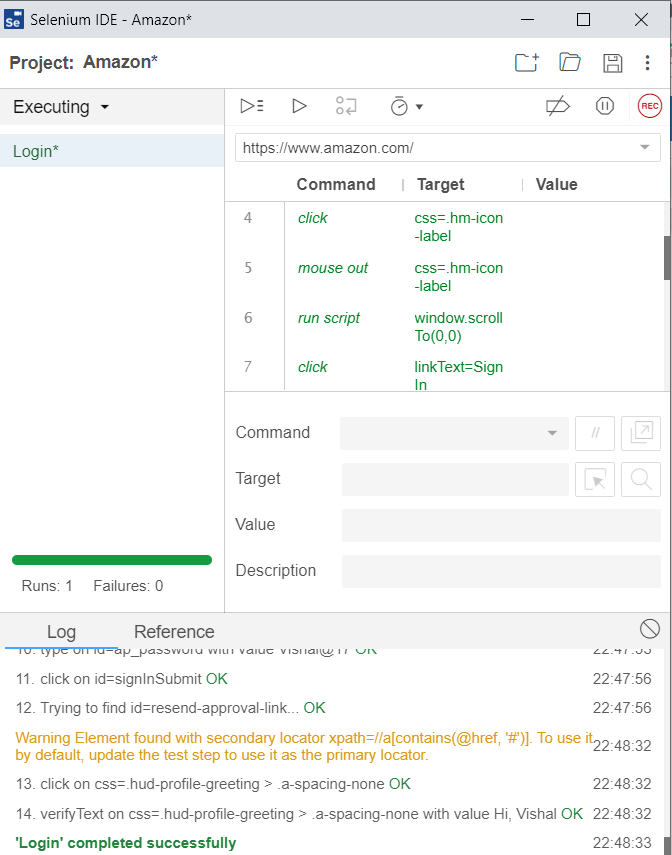 Se Selenium IDE - Amazon*
Project: Amazon*
Executing
REC
Login*
https://www.amazon.com/
Command Target Value
4 click css=.hm-icon
-label
5 mouse out css=.hm-icon
-label
6 run script window.scroll
To(0,0)
7 click linkText=Sign
In
Command //
Target
Value
Description
Runs: 1 Failures: 0
Log Reference
10. type on id=ap_password with value Vishal@17 OK 22:47:53
11. click on id=signInSubmit OK 22:47:56
12. Trying to find id=resend-approval-link... OK 22:47:56
Warning Element found with secondary locator xpath=//a[contains(@href, '#')]. To use it
by default, update the test step to use it as the primary locator. 22:48:32
13. click on css=.hud-profile-greeting > .a-spacing-none OK 22:48:32
14. verifyText on css=.hud-profile-greeting > .a-spacing-none with value Hi, Vishal OK 22:48:32
'Login' completed successfully 22:48:33